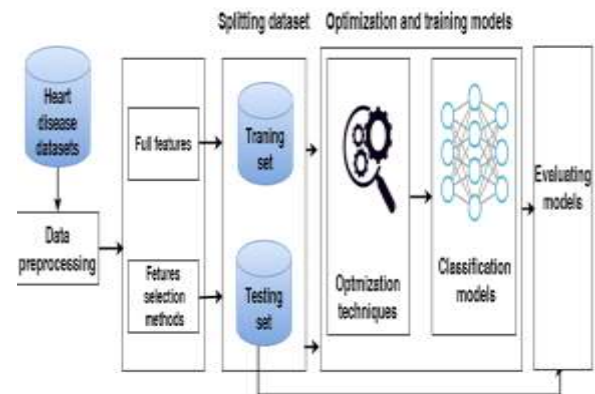 Splitting dataset
Optimization and training models
Heart
disease
datasets
Data
preprocessing
Full features
Fetures
selection
methods
Traning
set
Testing
set
Optmization
techniques
Classification
models
Evaluating
models